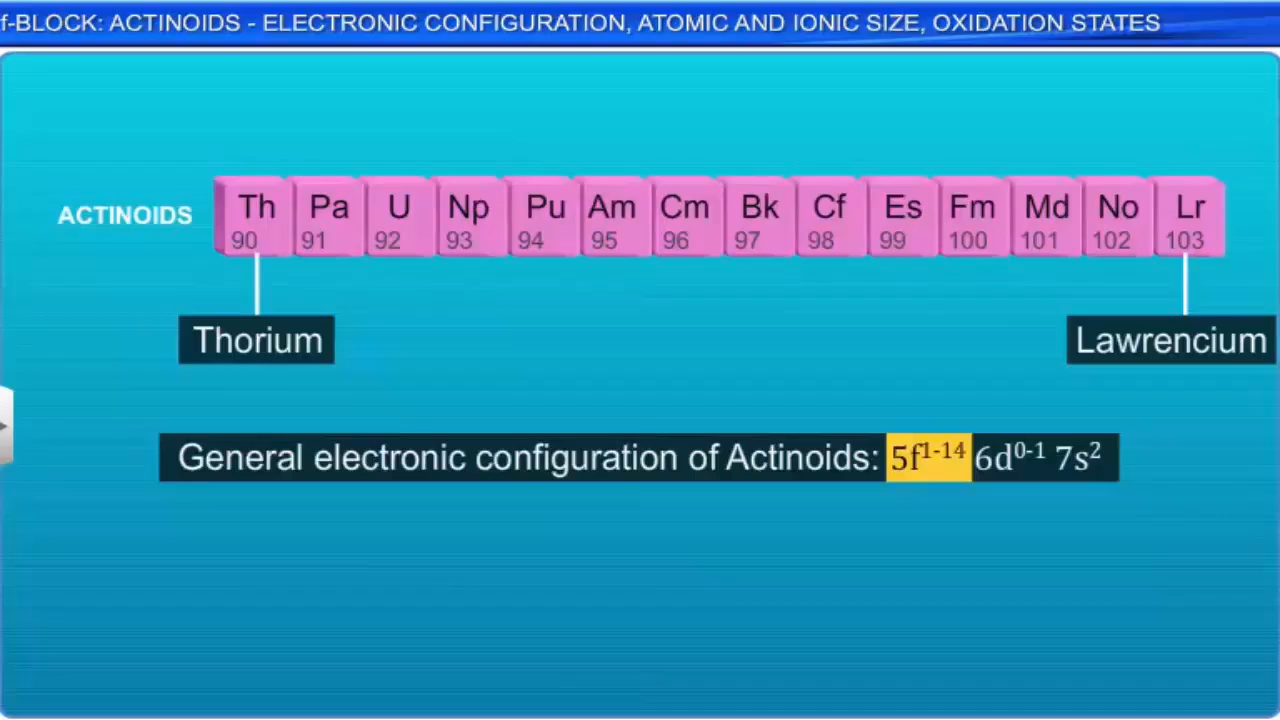 f-BLOCK: ACTINOIDS - ELECTRONIC CONFIGURATION, ATOMIC AND IONIC SIZE, OXIDATION STATES
ACTINOIDS Th Pa U Np Pu Am Cm Bk Cf Es Fm Md No Lr
90 91 92 93 94 95 96 97 98 99 100 101 102 103
Thorium Lawrencium
General electronic configuration of Actinoids: 5f¹⁻¹⁴ 6d⁰⁻¹ 7s²